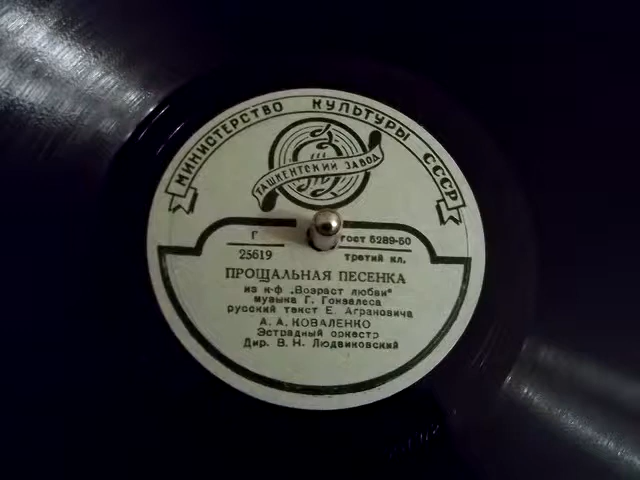 МИНИСТЕРСТВО КУЛЬТУРЫ СССР
ТАШКЕНТСКИЙ ЗАВОД
Г
ГОСТ 5289-50
25619
третий кл.
ПРОЩАЛЬНАЯ ПЕСЕНКА
из к-ф „Возраст любви"
музыка Г. Гонзалеса
русский текст Е. Аграновича
А. А. КОВАЛЕНКО
Эстрадный оркестр
Дир. В. Н. Людвиковский